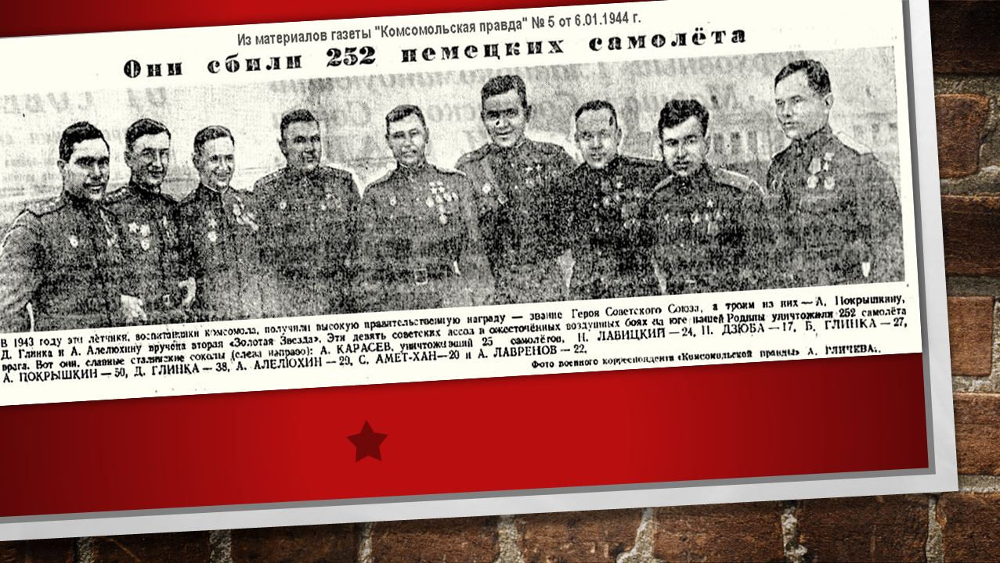 Из материалов газеты "Комсомольская правда" № 5 от 6.01.1944 г.
Они сбили 252 немецких самолёта
В 1943 году эти лётчики, воспитанники комсомола, получили высокую правительственную награду — звание Героя Советского Союза, а троим из них — А. Покрышкину,
Д. Глинка и А. Алелюхину вручена вторая «Золотая Звезда». Эти девять советских ассов в ожесточённых воздушных боях на юге нашей Родины уничтожили 252 самолёта
врага. Вот они, славные сталинские соколы (слева направо): А. КАРАСЕВ, уничтоживший 25 самолётов, Н. ЛАВИЦКИЙ — 24, П. ДЗЮБА — 17, Б. ГЛИНКА — 27,
А. ПОКРЫШКИН — 50, Д. ГЛИНКА — 38, А. АЛЕЛЮХИН — 29, С. АМЕТ-ХАН — 20 и А. ЛАВРЕНОВ — 22.
Фото военного корреспондента «Комсомольской правды» А.